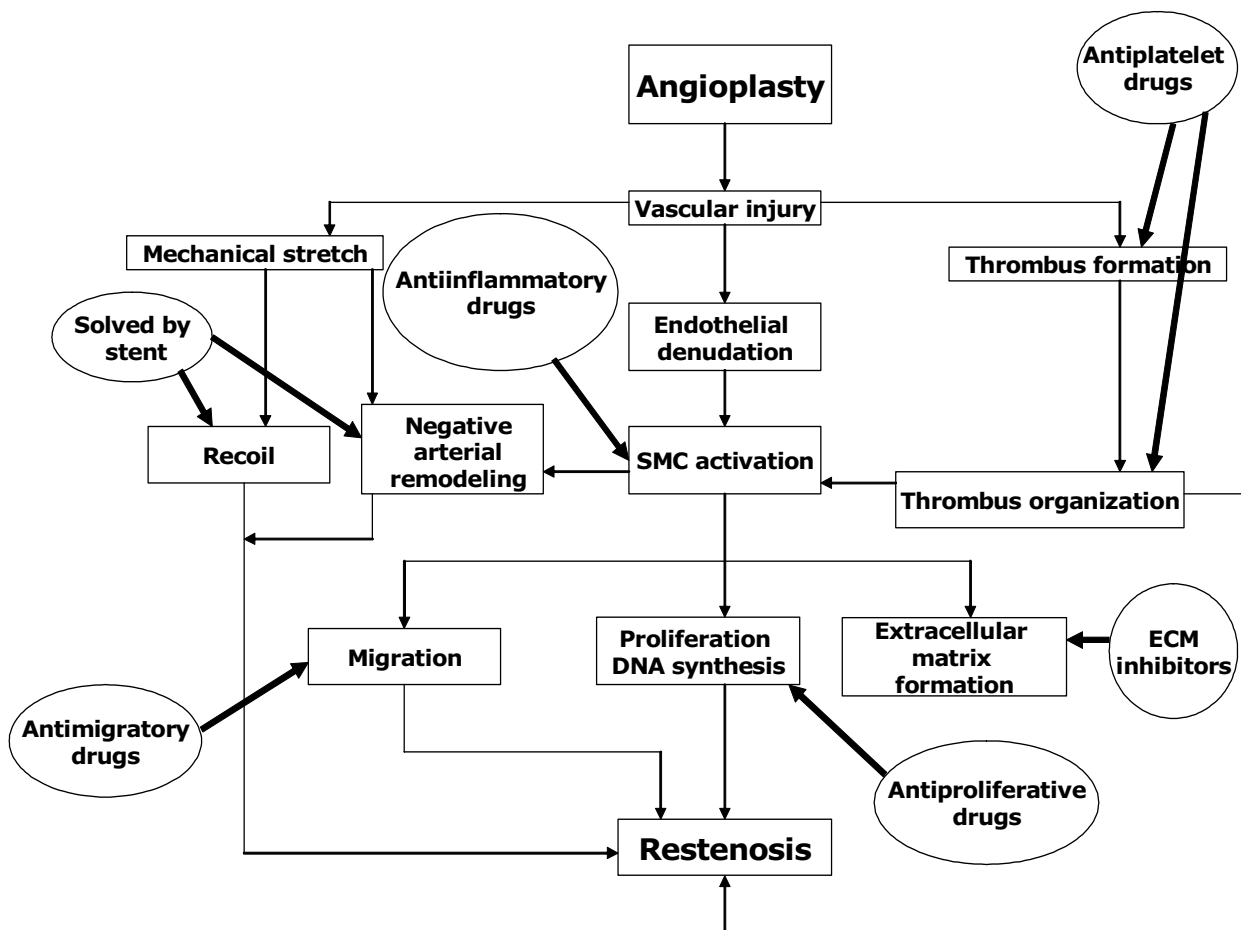 Angioplasty
Antiplatelet
drugs
Vascular injury
Mechanical stretch
Thrombus formation
Antiinflammatory
drugs
Solved by
stent
Endothelial
denudation
Recoil
Negative
arterial
remodeling
SMC activation
Thrombus organization
Migration
Proliferation
DNA synthesis
Extracellular
matrix
formation
ECM
inhibitors
Antimigratory
drugs
Antiproliferative
drugs
Restenosis